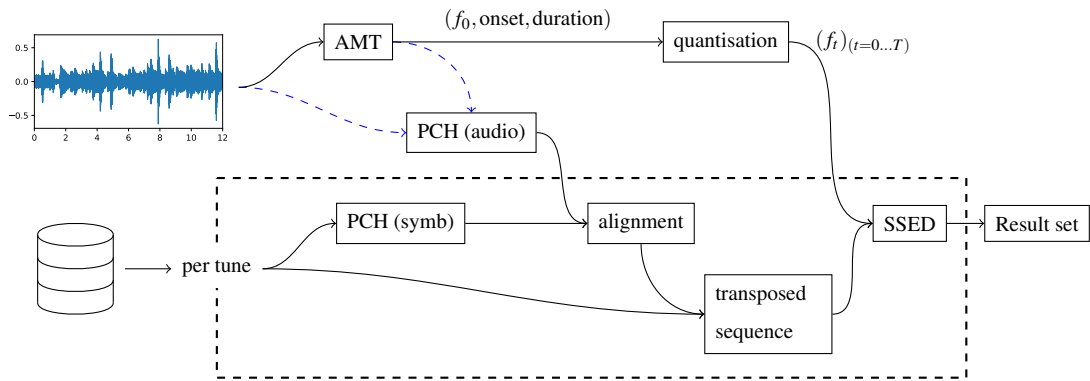 0.5
0.0
−0.5
0 2 4 6 8 10 12
AMT
(f₀, onset, duration)
quantisation
(fₜ)₍ₜ₌₀...T₎
PCH (audio)
PCH (symb)
alignment
SSED
Result set
per tune
transposed
sequence